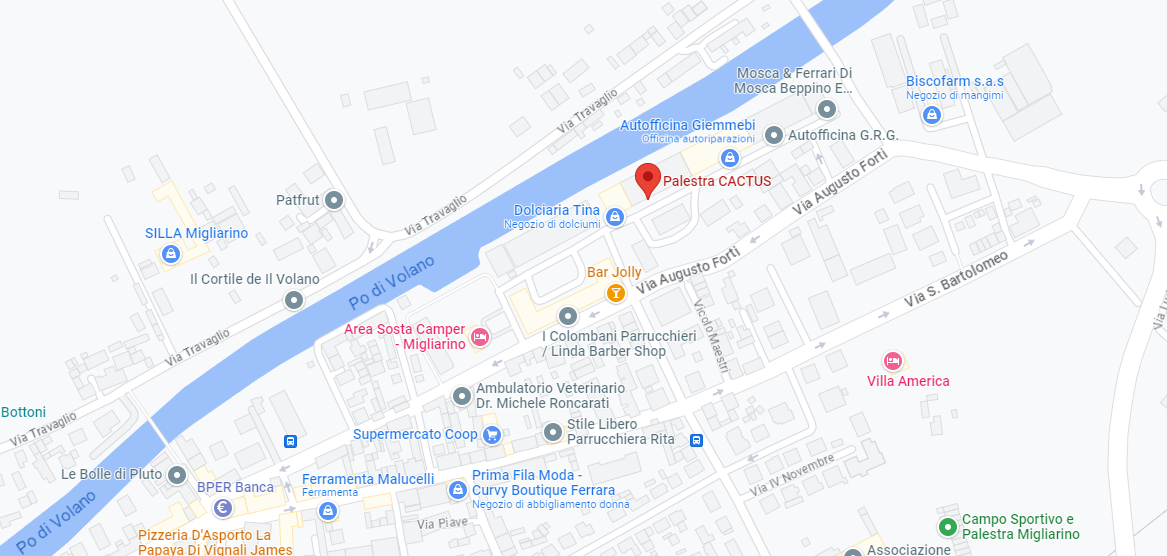 Mosca & Ferrari Di
Mosca Beppino E...
Biscofarm s.a.s
Negozio di mangimi
Via Travaglio
Autofficina Giemmebi
Officina autoriparazioni
Autofficina G.R.G.
Palestra CACTUS
Via Augusto Forti
Patfrut
Via Travaglio
Dolciaria Tina
Negozio di dolciumi
SILLA Migliarino
Il Cortile de Il Volano
Po di Volano
Bar Jolly
Via Augusto Forti
Via S. Bartolomeo
Area Sosta Camper
- Migliarino
I Colombani Parrucchieri
/ Linda Barber Shop
Vicolo Maestri
Via Travaglio
Villa America
Ambulatorio Veterinario
Dr. Michele Roncarati
Bottoni
Via Travaglio
Supermercato Coop
Stile Libero
Parrucchiera Rita
Le Bolle di Pluto
BPER Banca
Ferramenta Malucelli
Ferramenta
Prima Fila Moda -
Curvy Boutique Ferrara
Negozio di abbigliamento donna
Via IV Novembre
Po di Volano
Via Piave
Pizzeria D'Asporto La
Papaya Di Vignali James
Campo Sportivo e
Palestra Migliarino
Associazione